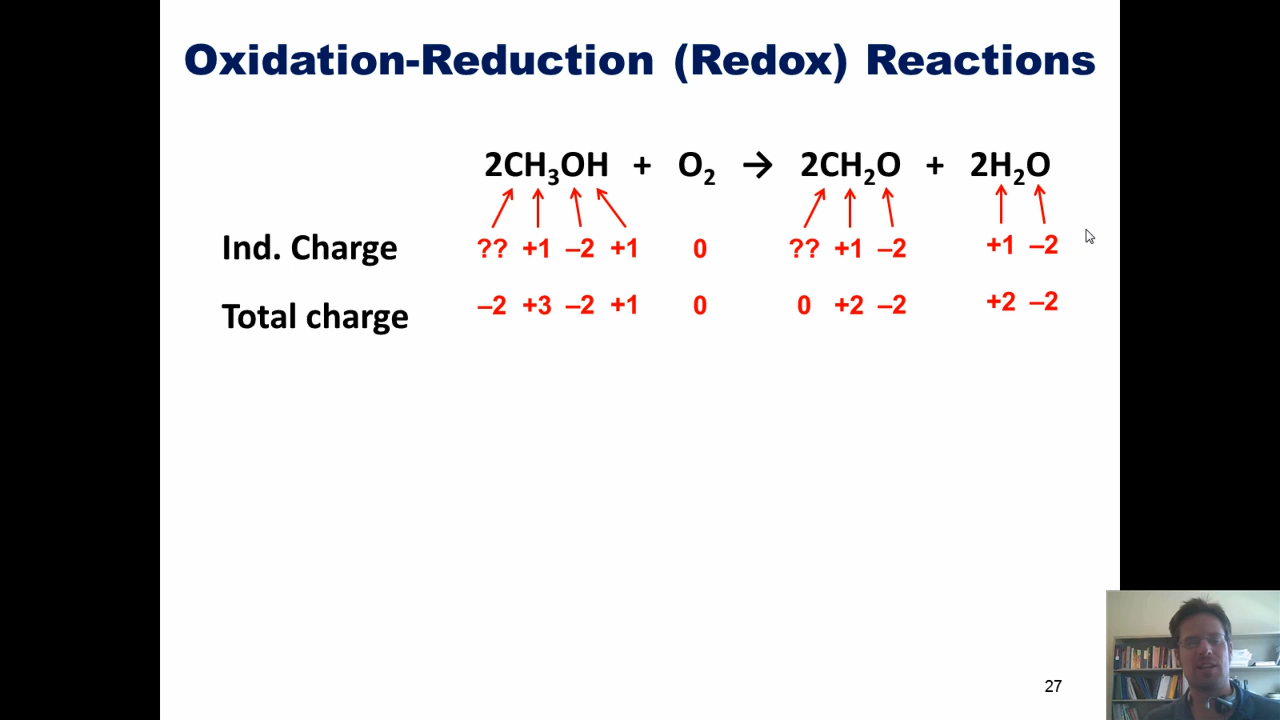 Oxidation-Reduction (Redox) Reactions
2CH₃OH + O₂ → 2CH₂O + 2H₂O
Ind. Charge ?? +1 –2 +1 0 ?? +1 –2 +1 –2
Total charge –2 +3 –2 +1 0 0 +2 –2 +2 –2
27